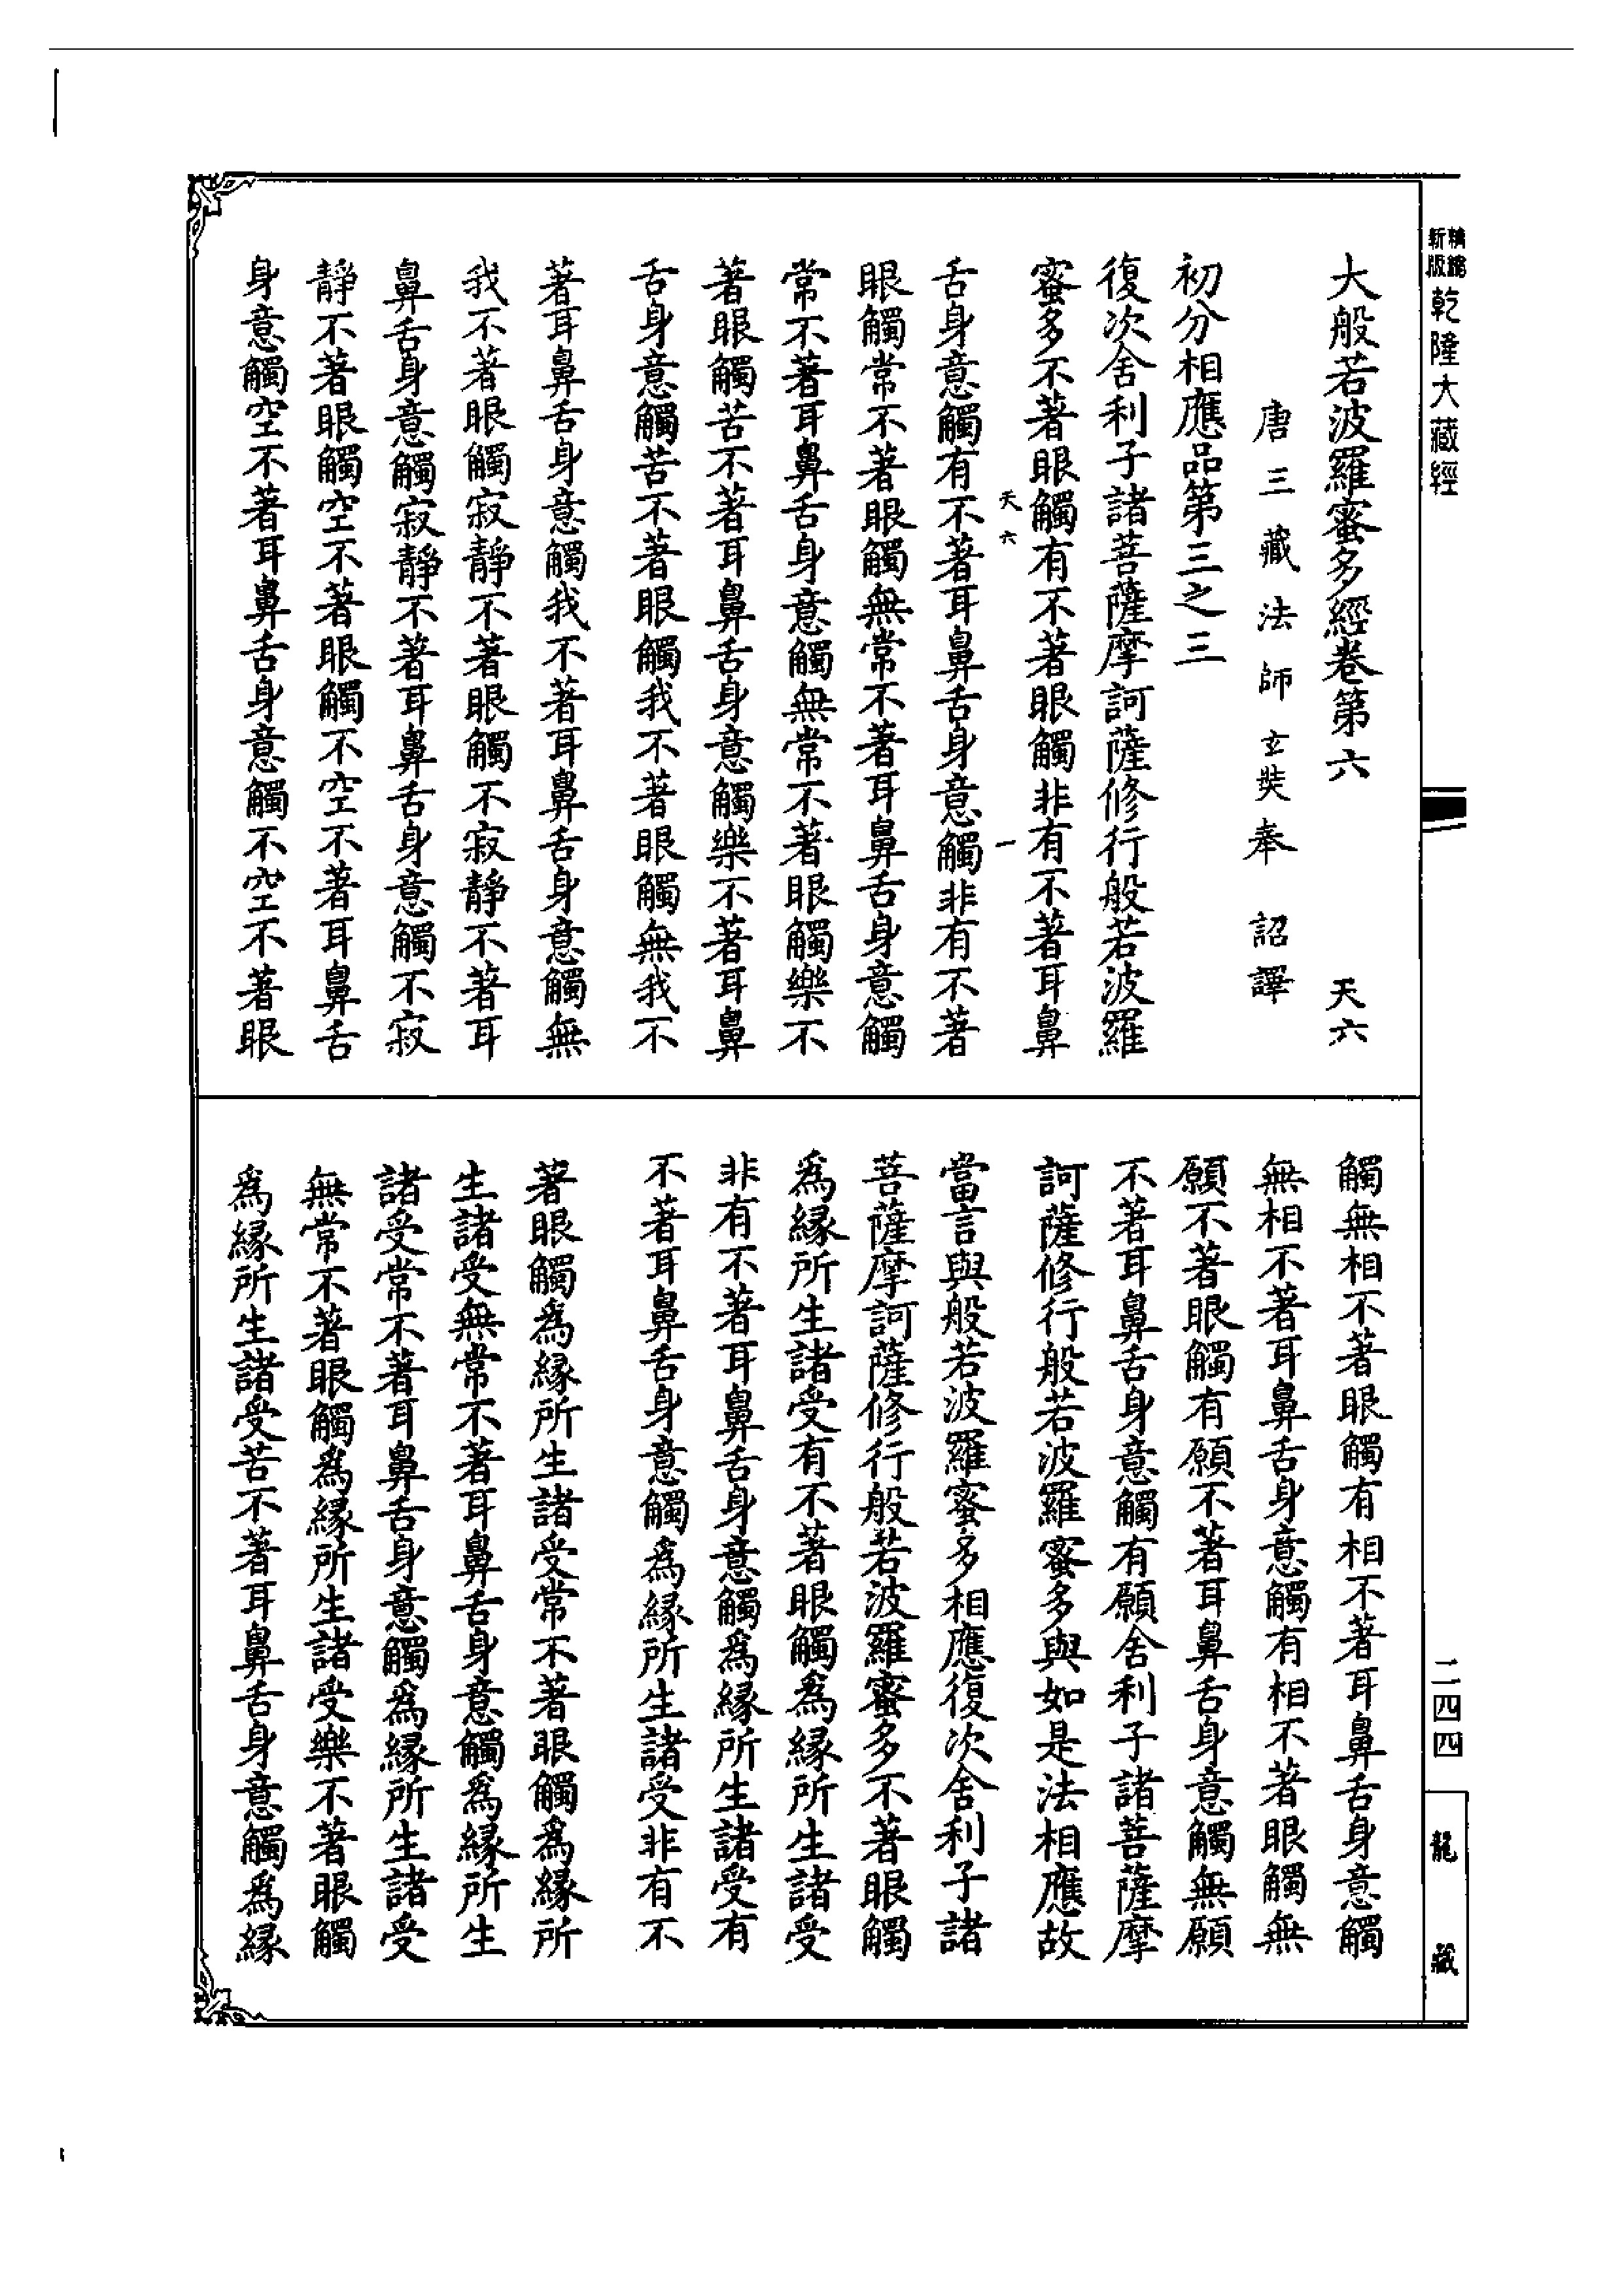 新版
乾隆大藏經
大般若波羅蜜多經卷第六 天六
唐三藏法師玄奘奉 詔譯
初分相應品第三之三
復次舍利子諸菩薩摩訶薩修行般若波羅
蜜多不著眼觸有不著眼觸非有不著耳鼻
天六 一
舌身意觸有不著耳鼻舌身意觸非有不著
眼觸常不著眼觸無常不著耳鼻舌身意觸
常不著耳鼻舌身意觸無常不著眼觸樂不
著眼觸苦不著耳鼻舌身意觸樂不著耳鼻
舌身意觸苦不著眼觸我不著眼觸無我不
著耳鼻舌身意觸我不著耳鼻舌身意觸無
我不著眼觸寂靜不著眼觸不寂靜不著耳
鼻舌身意觸寂靜不著耳鼻舌身意觸不寂
靜不著眼觸空不著眼觸不空不著耳鼻舌
身意觸空不著耳鼻舌身意觸不空不著眼
觸無相不著眼觸有相不著耳鼻舌身意觸
無相不著耳鼻舌身意觸有相不著眼觸無
願不著眼觸有願不著耳鼻舌身意觸無願
不著耳鼻舌身意觸有願舍利子諸菩薩摩
訶薩修行般若波羅蜜多與如是法相應故
當言與般若波羅蜜多相應復次舍利子諸
菩薩摩訶薩修行般若波羅蜜多不著眼觸
爲緣所生諸受有不著眼觸爲緣所生諸受
非有不著耳鼻舌身意觸爲緣所生諸受有
不著耳鼻舌身意觸爲緣所生諸受非有不
著眼觸爲緣所生諸受常不著眼觸爲緣所
生諸受無常不著耳鼻舌身意觸爲緣所生
諸受常不著耳鼻舌身意觸爲緣所生諸受
無常不著眼觸爲緣所生諸受樂不著眼觸
爲緣所生諸受苦不著耳鼻舌身意觸爲緣
二四四
龍藏